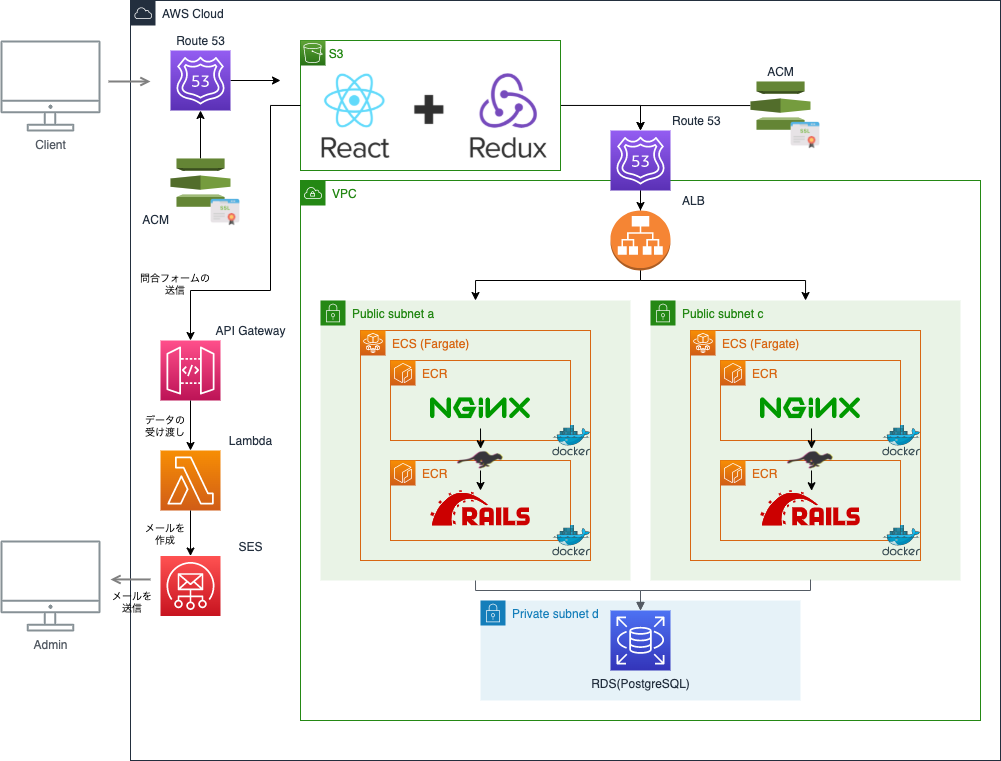 AWS Cloud
Route 53
53
Client
ACM
SSL
S3
React
Redux
ACM
SSL
Route 53
53
VPC
ALB
問合フォームの
送信
API Gateway
データの
受け渡し
Lambda
メールを
作成
SES
メールを
送信
Admin
Public subnet a
ECS (Fargate)
ECR
NGINX
docker
ECR
RAILS
docker
Public subnet c
ECS (Fargate)
ECR
NGINX
docker
ECR
RAILS
docker
Private subnet d
RDS(PostgreSQL)